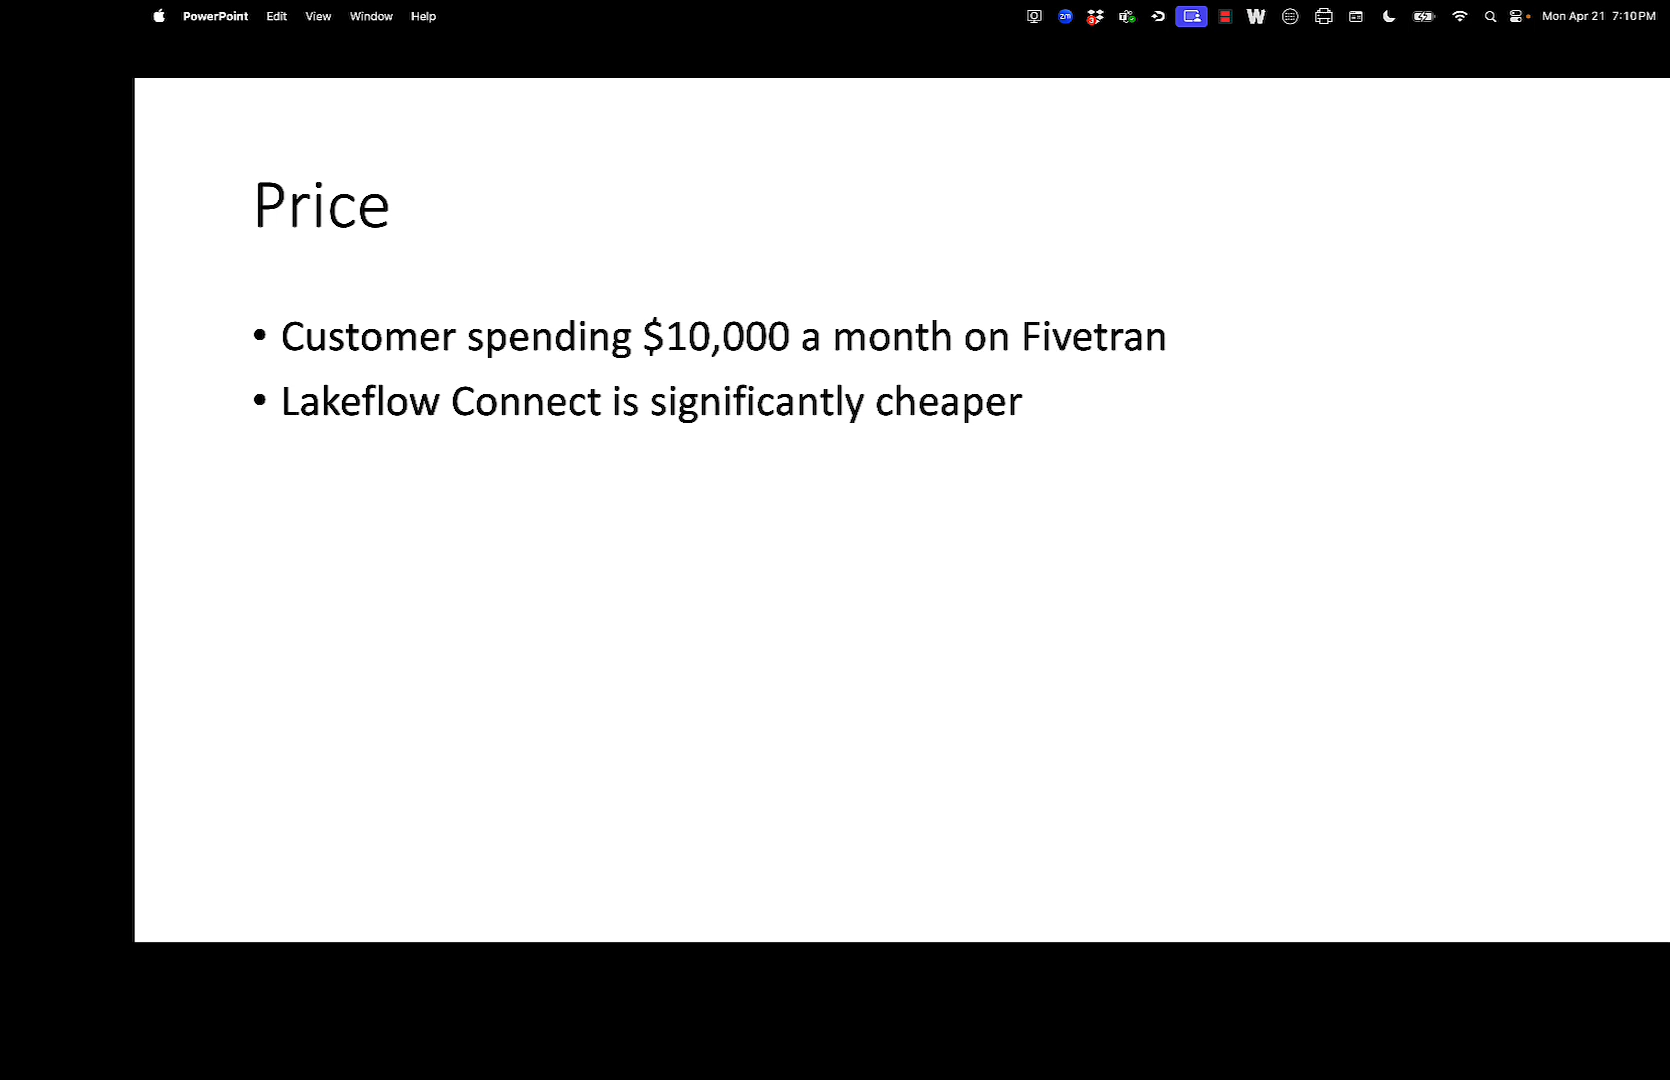 PowerPoint Edit View Window Help Mon Apr 21 7:10PM
Price
• Customer spending $10,000 a month on Fivetran
• Lakeflow Connect is significantly cheaper